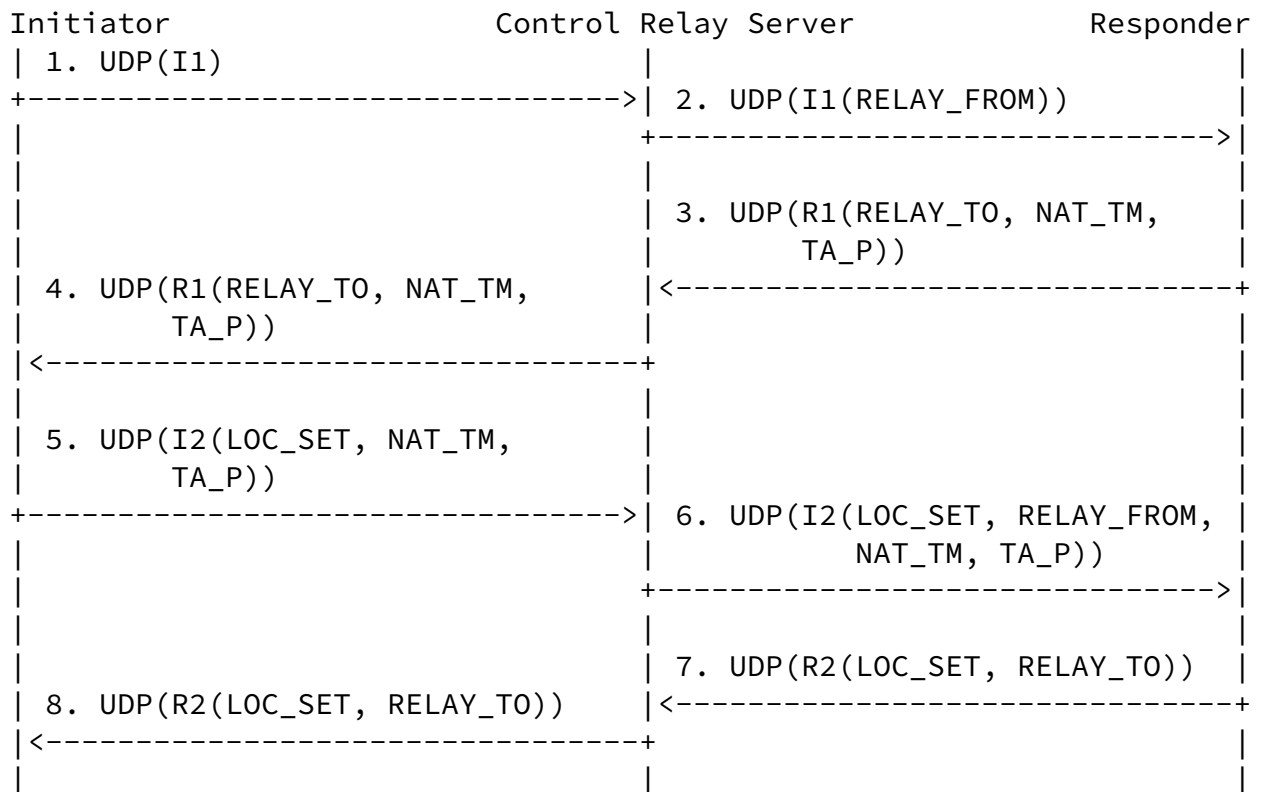 Initiator Control Relay Server Responder
1. UDP(I1)
2. UDP(I1(RELAY_FROM))
3. UDP(R1(RELAY_TO, NAT_TM,
TA_P))
4. UDP(R1(RELAY_TO, NAT_TM,
TA_P))
5. UDP(I2(LOC_SET, NAT_TM,
TA_P))
6. UDP(I2(LOC_SET, RELAY_FROM,
NAT_TM, TA_P))
7. UDP(R2(LOC_SET, RELAY_TO))
8. UDP(R2(LOC_SET, RELAY_TO))